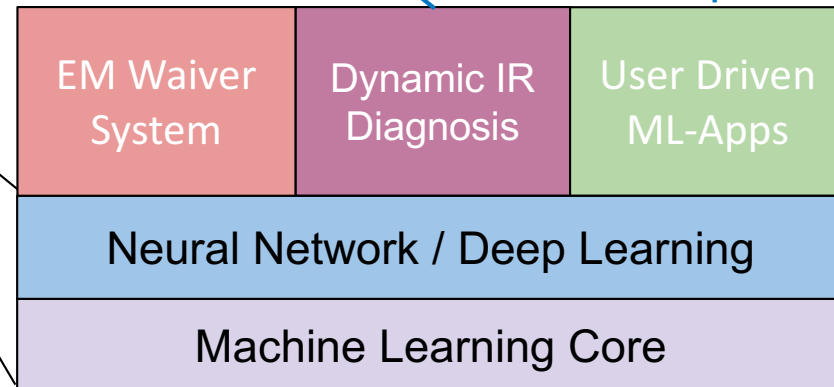 EM Waiver
System
Dynamic IR
Diagnosis
User Driven
ML-Apps
Neural Network / Deep Learning
Machine Learning Core